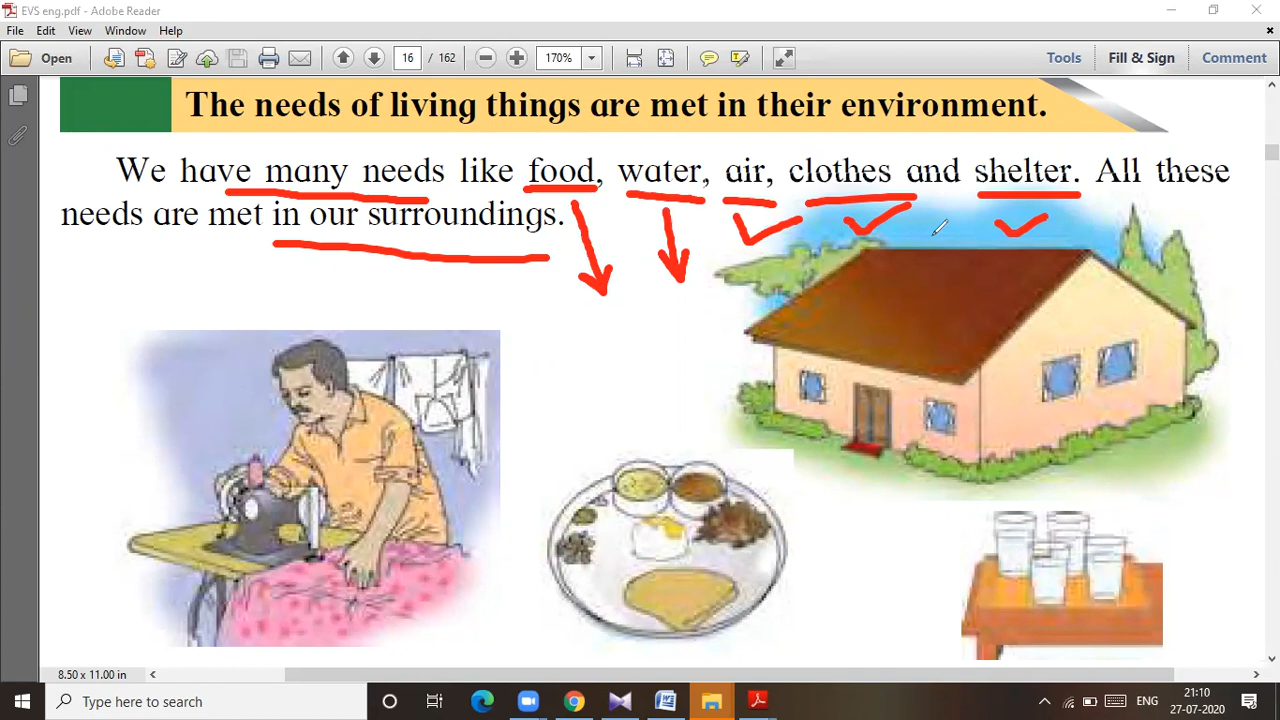 EVS eng.pdf - Adobe Reader
File Edit View Window Help
Open 16 / 162 170% Tools Fill & Sign Comment
The needs of living things are met in their environment.
We have many needs like food, water, air, clothes and shelter. All these
needs are met in our surroundings.
8.50 x 11.00 in
Type here to search
ENG
21:10
27-07-2020